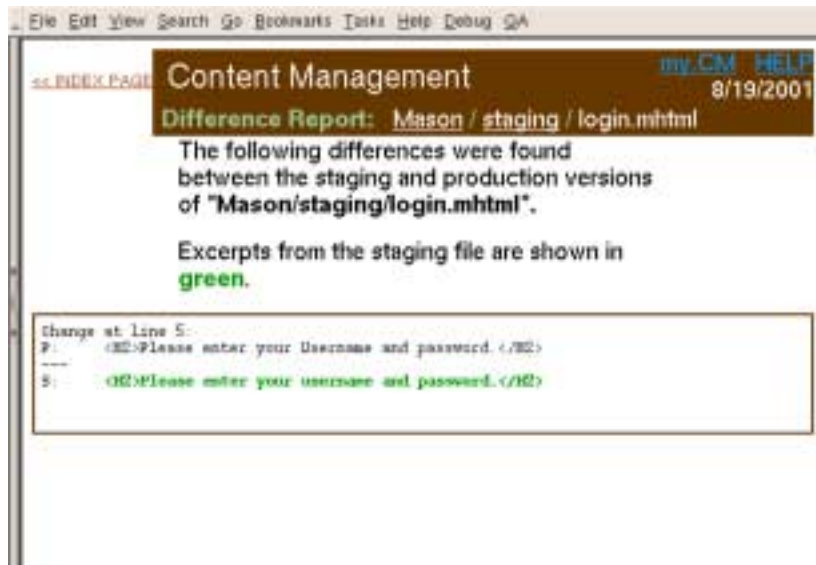 File Edit View Search Go Bookmarks Tasks Help Debug QA
<< INDEX PAGE
Content Management
my.CM HELP
8/19/2001
Difference Report: Mason / staging / login.mhtml
The following differences were found
between the staging and production versions
of "Mason/staging/login.mhtml".
Excerpts from the staging file are shown in
green.
Change at line 5:
P: <H2>Please enter your Username and password.</H2>
---
S: <H2>Please enter your username and password.</H2>